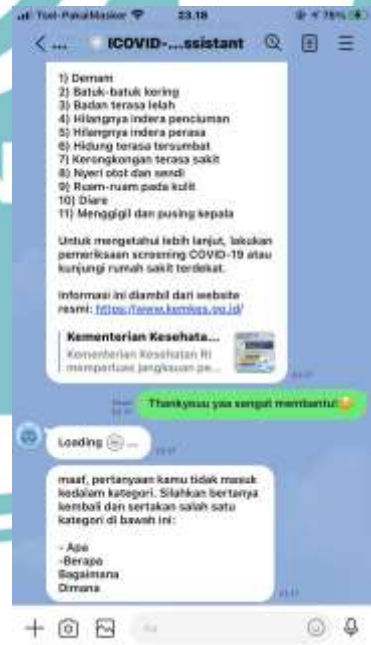 Tsel-PakaiMasker
23.18
75%
ICOVID-...ssistant
1) Demam
2) Batuk-batuk kering
3) Badan terasa lelah
4) Hilangnya indera penciuman
5) Hilangnya indera perasa
6) Hidung terasa tersumbat
7) Kerongkongan terasa sakit
8) Nyeri otot dan sendi
9) Ruam-ruam pada kulit
10) Diare
11) Menggigil dan pusing kepala
Untuk mengetahui lebih lanjut, lakukan
pemeriksaan screening COVID-19 atau
kunjungi rumah sakit terdekat.
Informasi ini diambil dari website
resmi: https://www.kemkes.go.id/
Kementerian Kesehata...
Kementerian Kesehatan RI
memperluas jangkauan pe...
Thankyouu yaa sangat membantu!
Loading
maaf, pertanyaan kamu tidak masuk
kedalam kategori. Silahkan bertanya
kembali dan sertakan salah satu
kategori di bawah ini:
- Apa
-Berapa
Bagaimana
Dimana
Aa